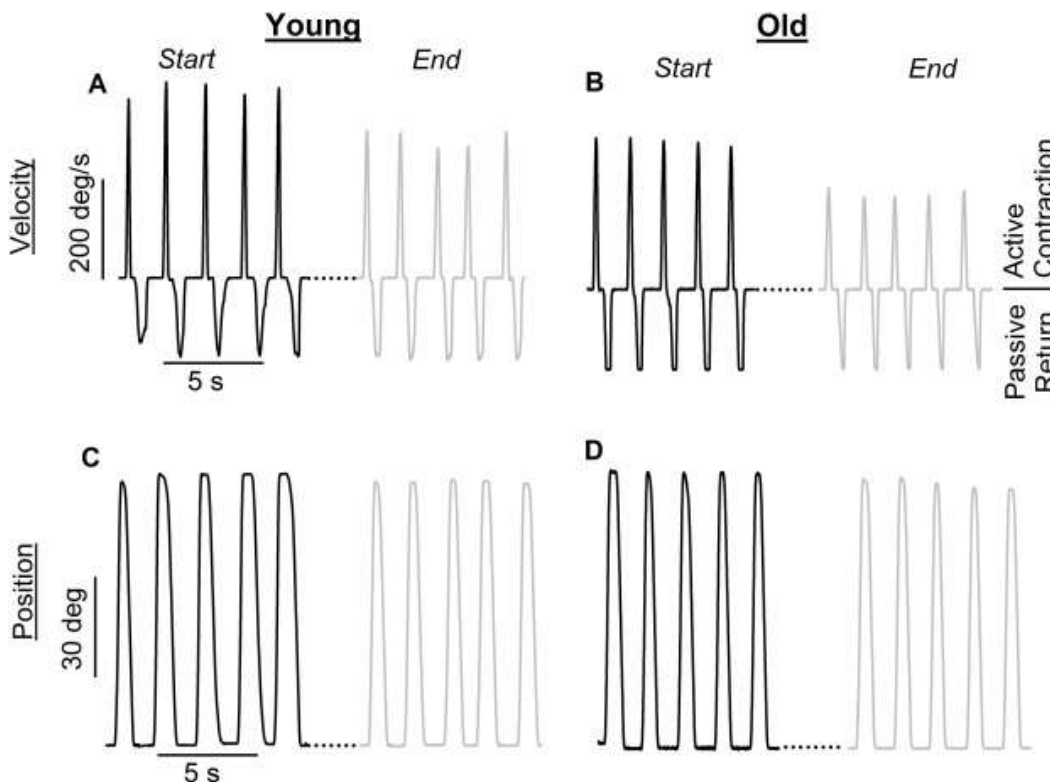 Young
Old
Start
End
Start
End
A
B
Velocity
200 deg/s
5 s
Active
Contraction
Passive
Return
C
D
Position
30 deg
5 s